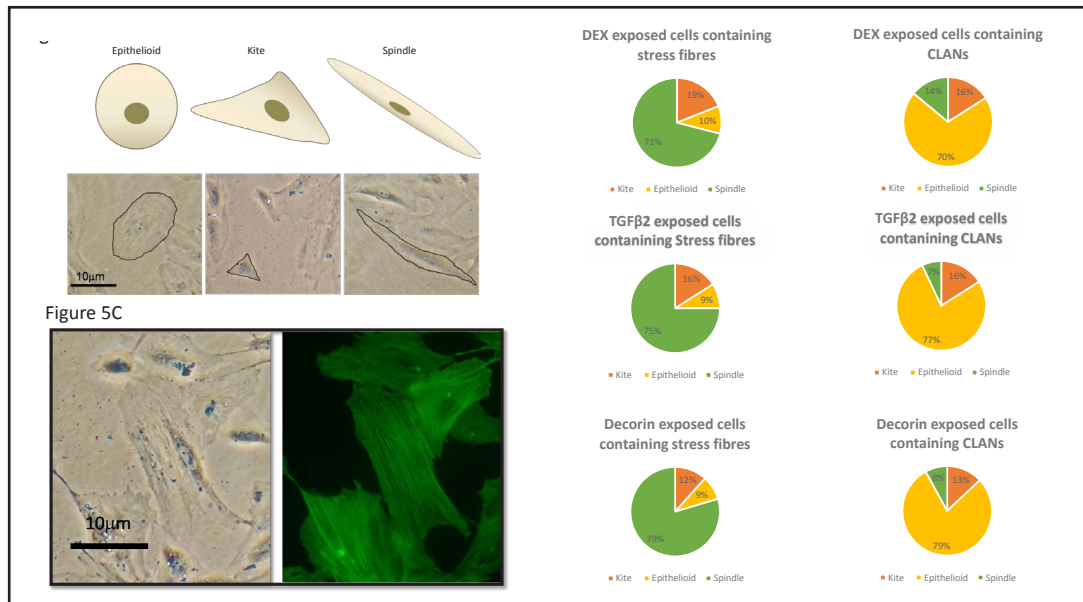 Epithelioid
Kite
Spindle
10μm
Figure 5C
10μm
DEX exposed cells containing
stress fibres
19%
10%
71%
Kite Epithelioid Spindle
DEX exposed cells containing
CLANs
14%
16%
70%
Kite Epithelioid Spindle
TGFβ2 exposed cells
contanining Stress fibres
16%
9%
75%
Kite Epithelioid Spindle
TGFβ2 exposed cells
contanining CLANs
7%
16%
77%
Kite Epithelioid Spindle
Decorin exposed cells
containing stress fibres
12%
9%
79%
Kite Epithelioid Spindle
Decorin exposed cells
containing CLANs
8%
13%
79%
Kite Epithelioid Spindle